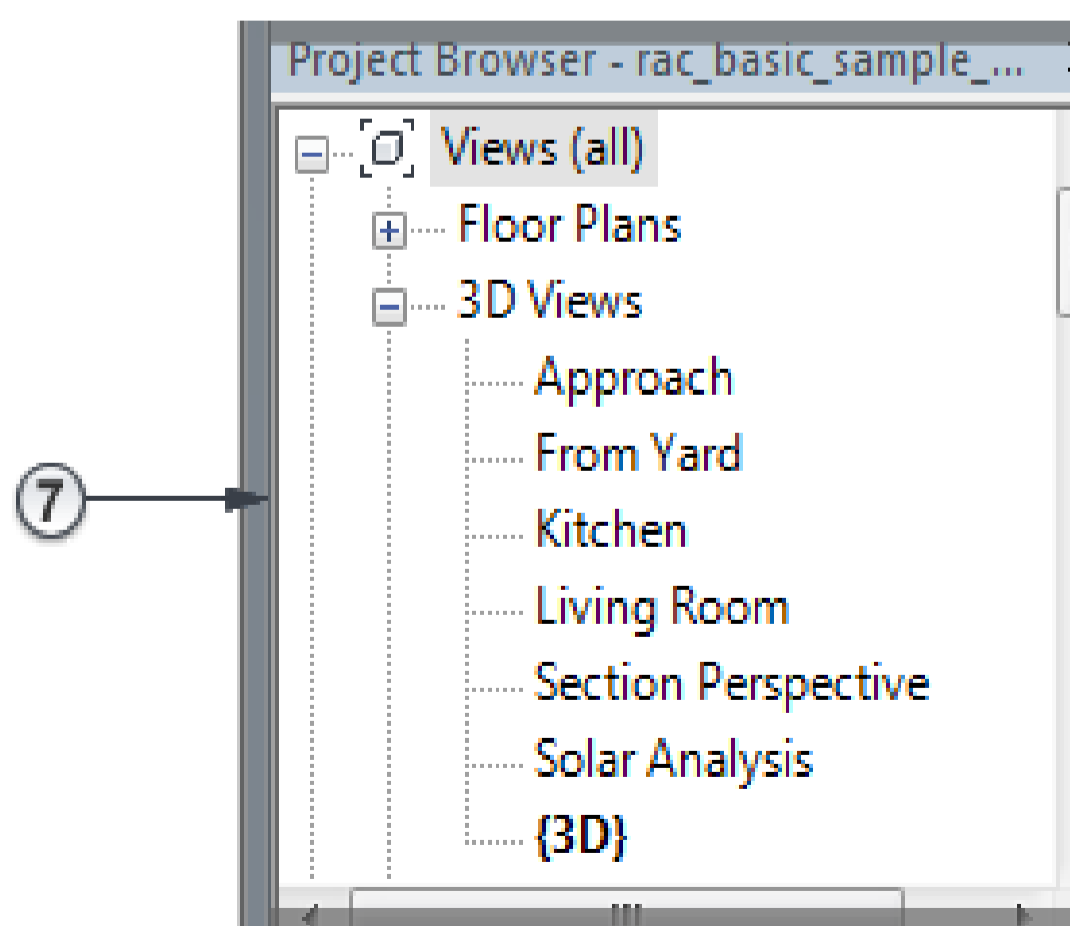 Project Browser - rac_basic_sample_...
Views (all)
Floor Plans
3D Views
Approach
From Yard
Kitchen
7
Living Room
Section Perspective
Solar Analysis
{3D}